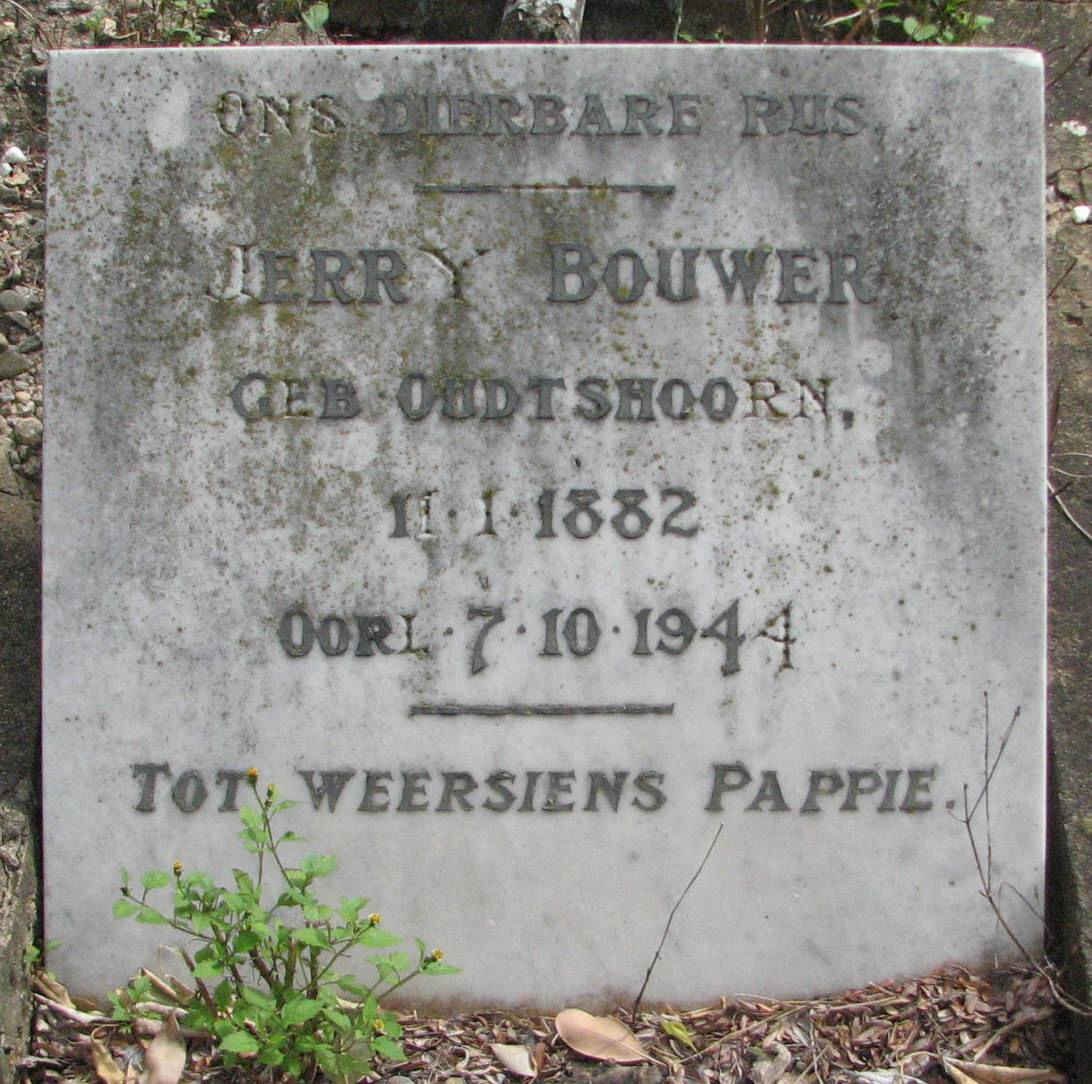 ONS DIERBARE RUS
JERRY BOUWER
GEB OUDTSHOORN.
11·1·1882
OORL·7·10·1944
TOT WEERSIENS PAPPIE.